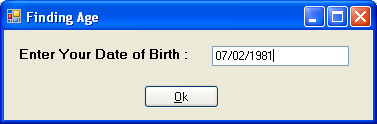 Finding Age
Enter Your Date of Birth : 07/02/1981
Ok